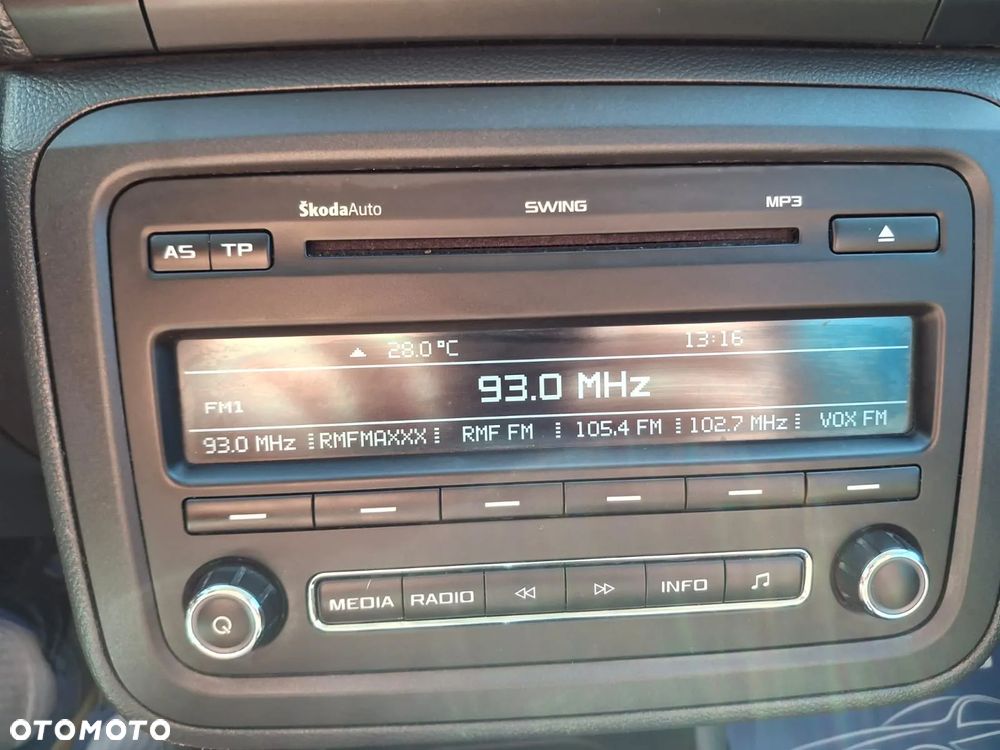 ŠkodaAuto SWING MP3
AS TP
28.0°C 13:16
93.0 MHz
FM1
93.0 MHz RMFMAXXX RMF FM 105.4 FM 102.7 MHz VOX FM
MEDIA RADIO INFO
OTOMOTO